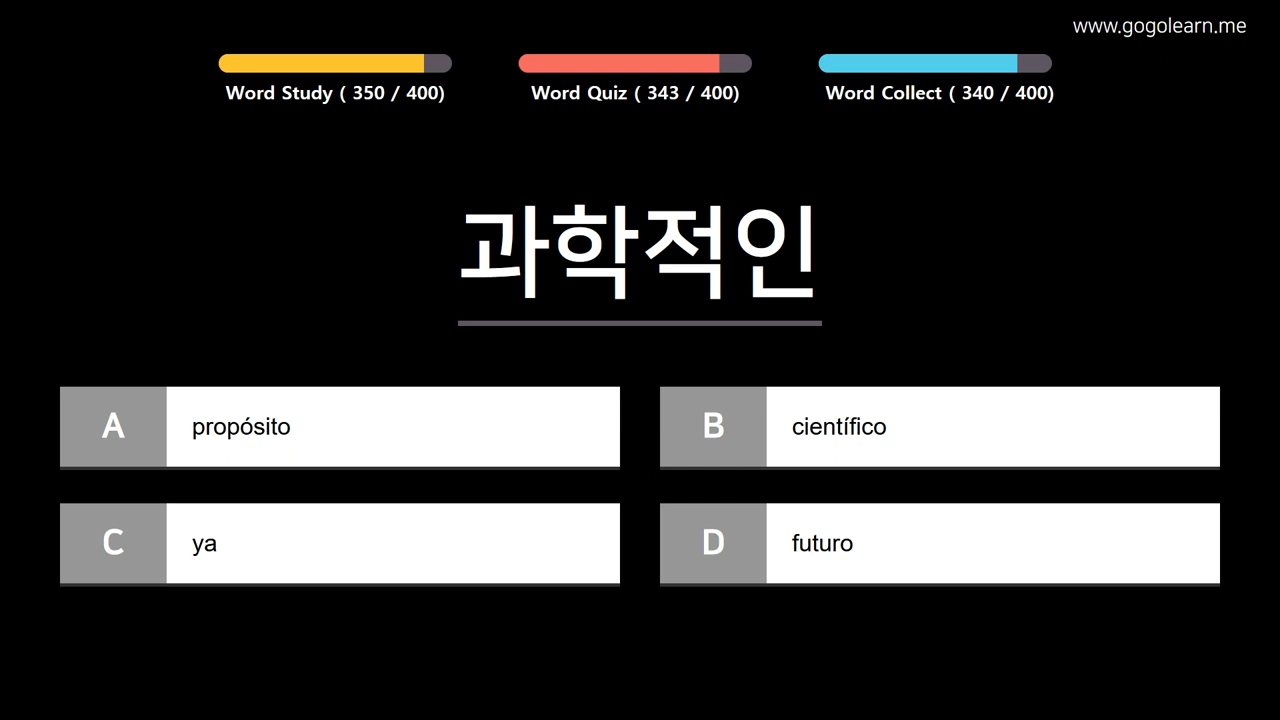 www.gogolearn.me
Word Study ( 350 / 400)
Word Quiz ( 343 / 400)
Word Collect ( 340 / 400)
과학적인
A propósito
B científico
C ya
D futuro